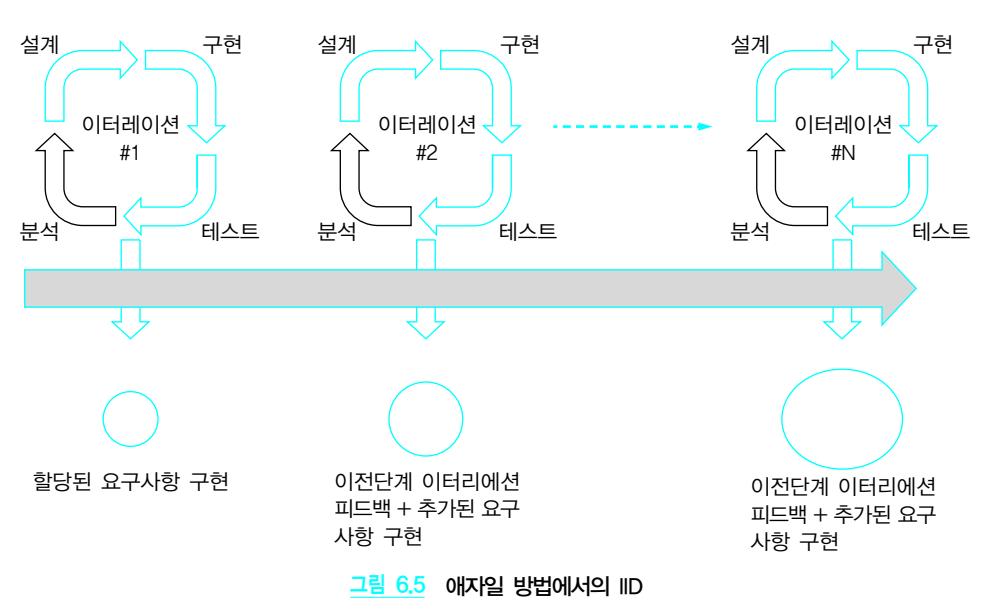 설계 구현 설계 구현 설계 구현
이터레이션 이터레이션 이터레이션
#1 #2 #N
분석 테스트 분석 테스트 분석 테스트
할당된 요구사항 구현
이전단계 이터리에션
피드백 + 추가된 요구
사항 구현
이전단계 이터리에션
피드백 + 추가된 요구
사항 구현
그림 6.5 애자일 방법에서의 IID